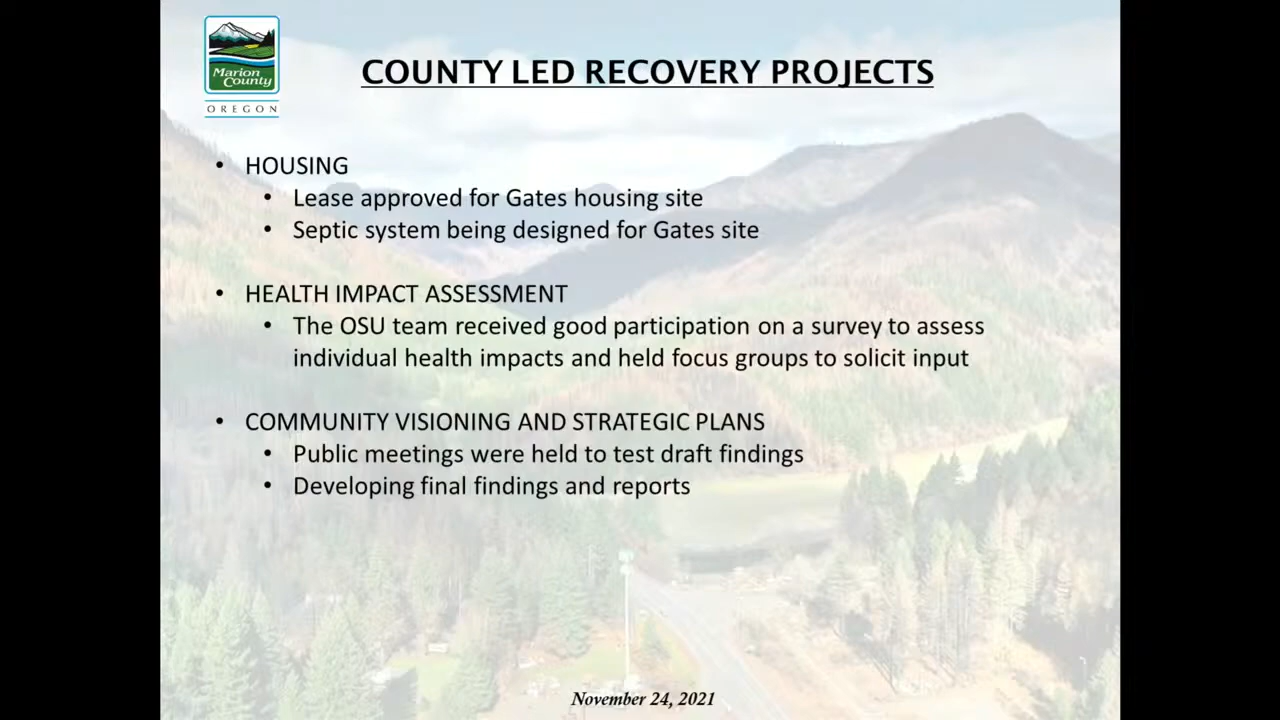 Marion
County
OREGON
COUNTY LED RECOVERY PROJECTS
• HOUSING
• Lease approved for Gates housing site
• Septic system being designed for Gates site
• HEALTH IMPACT ASSESSMENT
• The OSU team received good participation on a survey to assess
individual health impacts and held focus groups to solicit input
• COMMUNITY VISIONING AND STRATEGIC PLANS
• Public meetings were held to test draft findings
• Developing final findings and reports
November 24, 2021